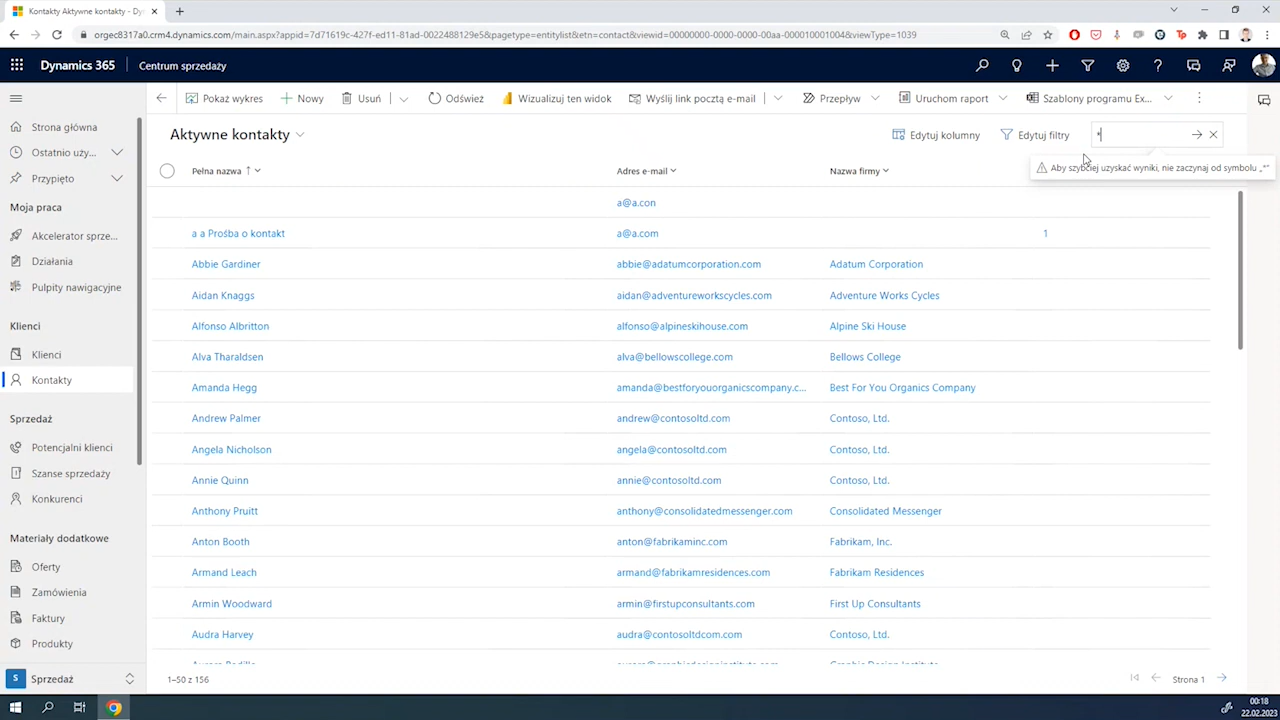 Kontakty Aktywne kontakty - Dyn
orgec8317a0.crm4.dynamics.com/main.aspx?appid=7d71619c-427f-ed11-81ad-0022488129e5&pagetype=entitylist&etn=contact&viewid=00000000-0000-0000-00aa-000010001004&viewType=1039
Dynamics 365
Centrum sprzedaży
Pokaż wykres
Nowy
Usuń
Odśwież
Wizualizuj ten widok
Wyślij link pocztą e-mail
Przepływ
Uruchom raport
Szablony programu Ex...
Aktywne kontakty
Edytuj kolumny
Edytuj filtry
*
Aby szybciej uzyskać wyniki, nie zaczynaj od symbolu „*"
Strona główna
Ostatnio uży...
Przypięto
Moja praca
Akcelerator sprze...
Działania
Pulpity nawigacyjne
Klienci
Klienci
Kontakty
Sprzedaż
Potencjalni klienci
Szanse sprzedaży
Konkurenci
Materiały dodatkowe
Oferty
Zamówienia
Faktury
Produkty
S Sprzedaż
Pełna nazwa ↑ Adres e-mail Nazwa firmy
a@a.con
a a Prośba o kontakt a@a.com 1
Abbie Gardiner abbie@adatumcorporation.com Adatum Corporation
Aidan Knaggs aidan@adventureworkscycles.com Adventure Works Cycles
Alfonso Albritton alfonso@alpineskihouse.com Alpine Ski House
Alva Tharaldsen alva@bellowscollege.com Bellows College
Amanda Hegg amanda@bestforyouorganicscompany.c... Best For You Organics Company
Andrew Palmer andrew@contosoltd.com Contoso, Ltd.
Angela Nicholson angela@contosoltd.com Contoso, Ltd.
Annie Quinn annie@contosoltd.com Contoso, Ltd.
Anthony Pruitt anthony@consolidatedmessenger.com Consolidated Messenger
Anton Booth anton@fabrikaminc.com Fabrikam, Inc.
Armand Leach armand@fabrikamresidences.com Fabrikam Residences
Armin Woodward armin@firstupconsultants.com First Up Consultants
Audra Harvey audra@contosoltdcom.com Contoso, Ltd.
1–50 z 156
Strona 1
00:18
22.02.2023